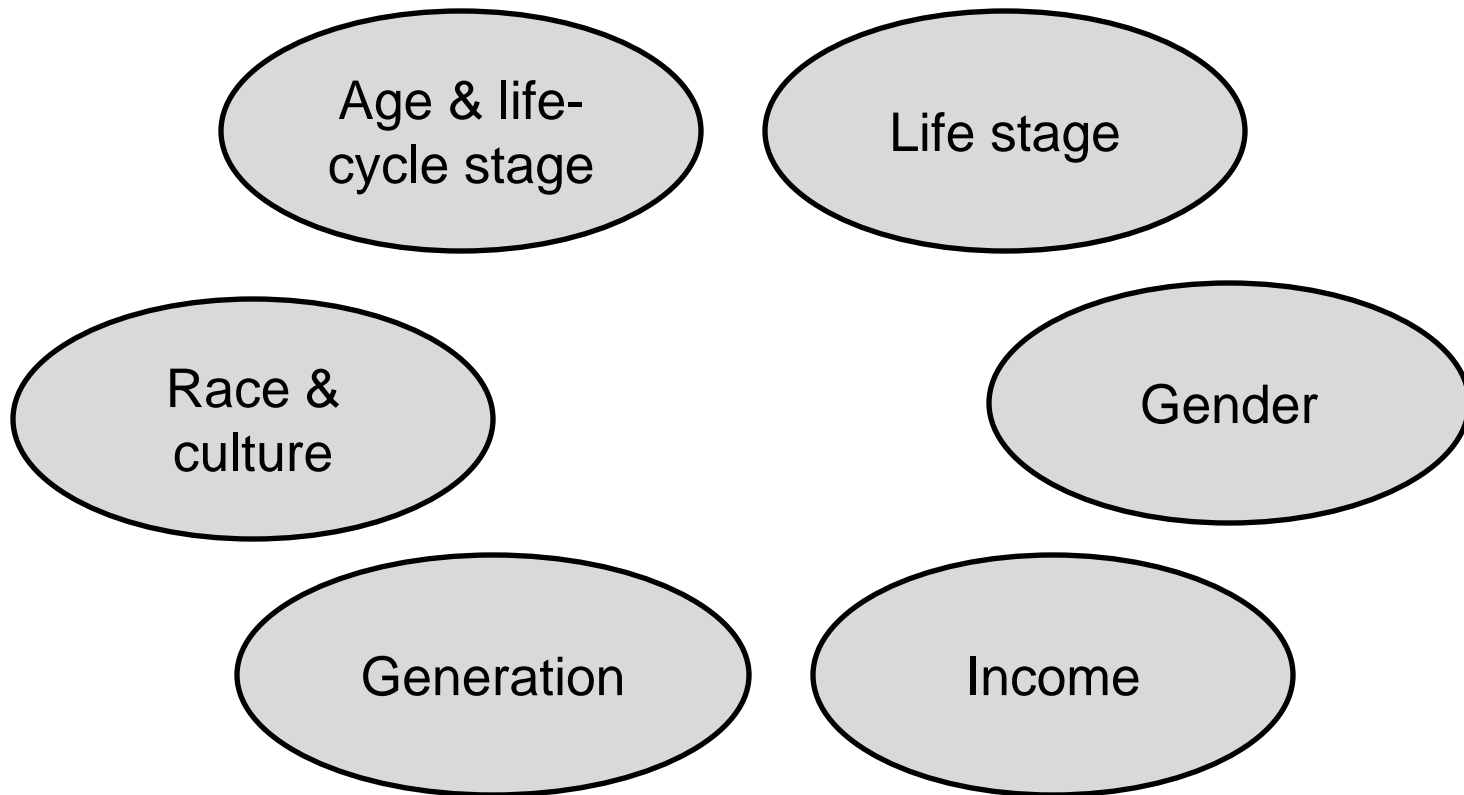 Age & life-
cycle stage
Life stage
Race &
culture
Gender
Generation
Income